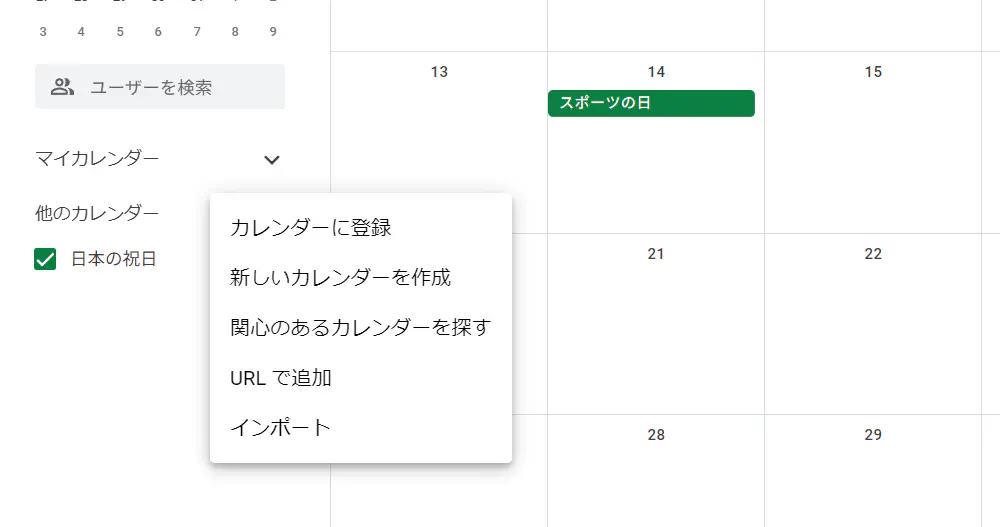 3 4 5 6 7 8 9
ユーザーを検索
マイカレンダー
他のカレンダー
日本の祝日
カレンダーに登録
新しいカレンダーを作成
関心のあるカレンダーを探す
URL で追加
インポート
13 14 15
スポーツの日
21 22
28 29